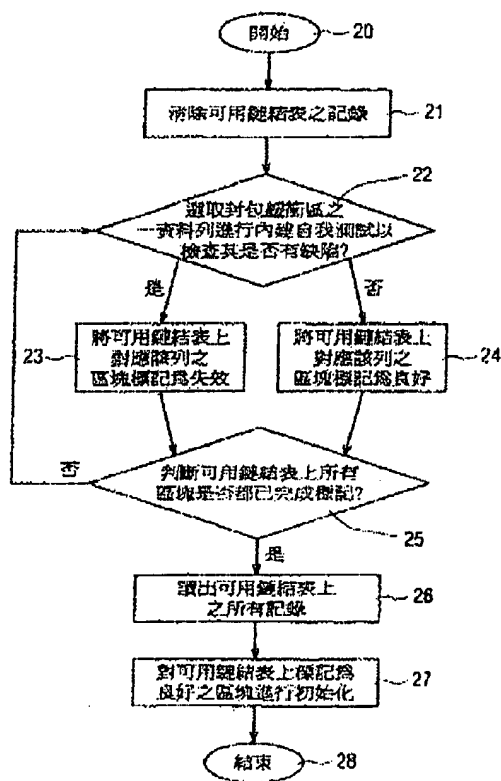 開始
20
清除可用鏈結表之記錄
21
22
選取封包緩衝區之
一資料列進行內建自我測試以
檢查其是否有缺陷?
是
否
23
將可用鏈結表上
對應該列之
區塊標記為失效
將可用鏈結表上
對應該列之
區塊標記為良好
24
否
判斷可用鏈結表上所有
區塊是否都已完成標記?
25
是
讀出可用鏈結表上
之所有記錄
26
對可用鏈結表上標記為
良好之區塊進行初始化
27
結束
28